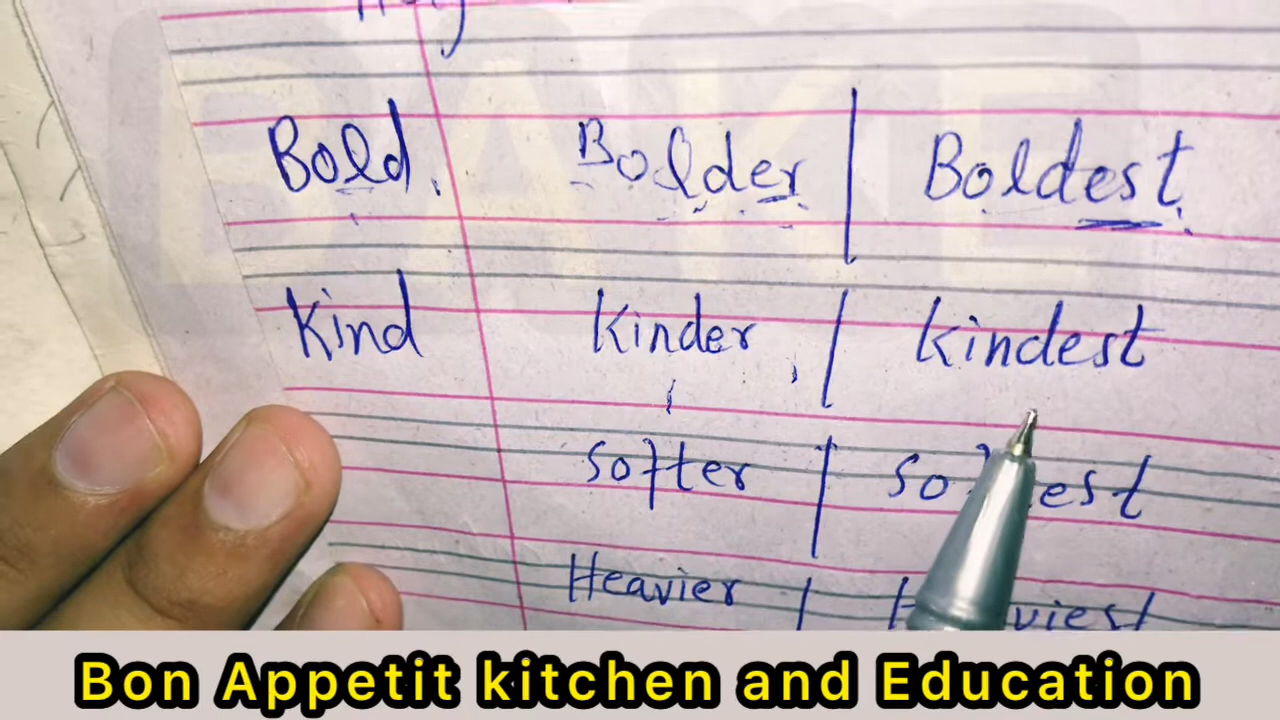 Bold. Bolder Boldest.
Kind Kinder Kindest
Softer
Heavier
Bon Appetit kitchen and Education